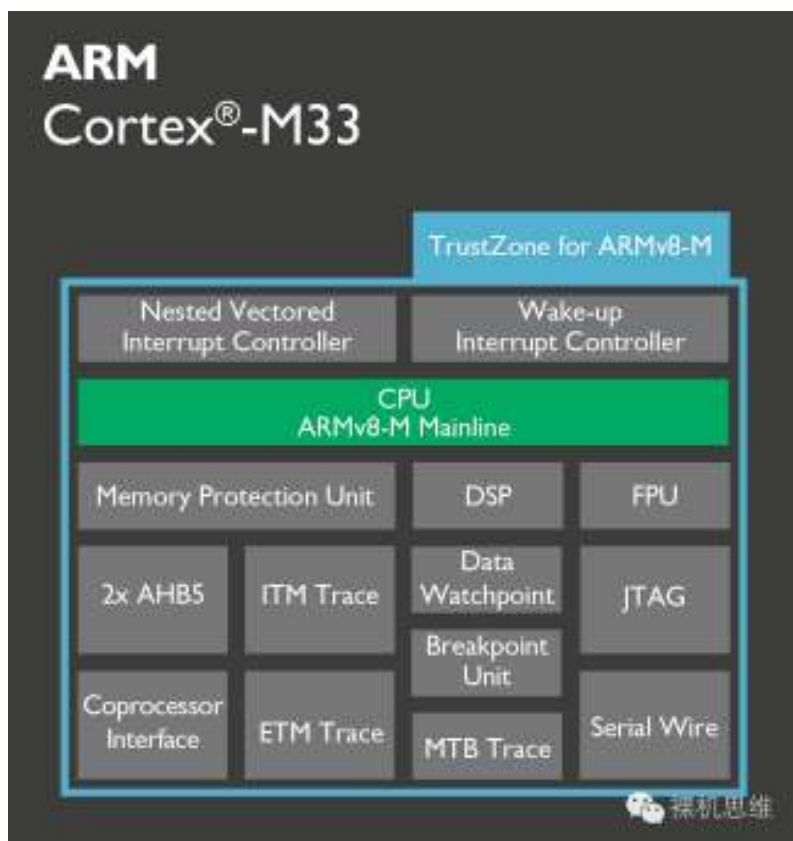 ARM
Cortex®-M33
TrustZone for ARMv8-M
Nested Vectored
Interrupt Controller
Wake-up
Interrupt Controller
CPU
ARMv8-M Mainline
Memory Protection Unit
DSP
FPU
2x AHB5
ITM Trace
Data
Watchpoint
JTAG
Breakpoint
Unit
Coprocessor
Interface
ETM Trace
MTB Trace
Serial Wire
裸机思维